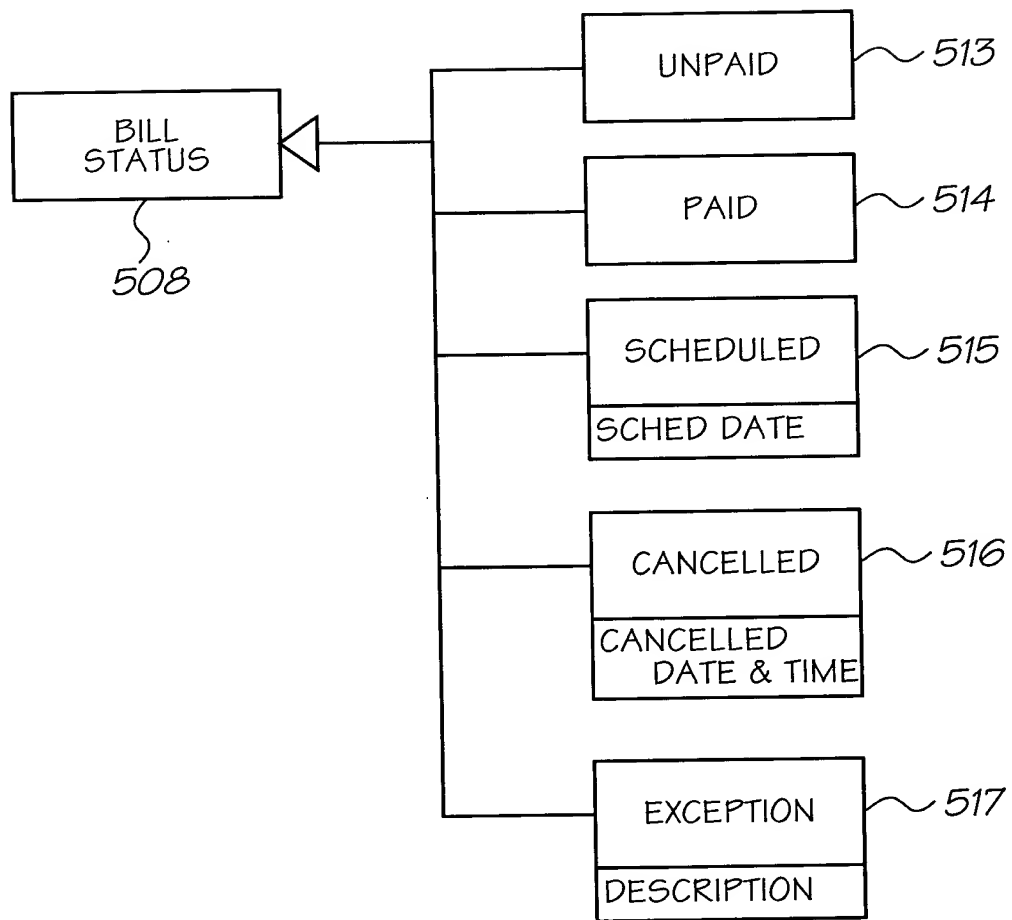 BILL
STATUS
508
UNPAID
513
PAID
514
SCHEDULED
515
SCHED DATE
CANCELLED
516
CANCELLED
DATE & TIME
EXCEPTION
517
DESCRIPTION